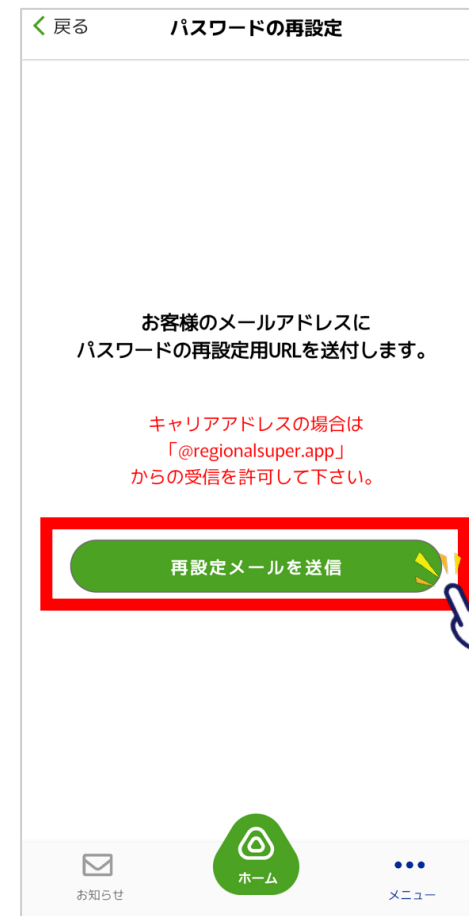 戻る パスワードの再設定
お客様のメールアドレスに
パスワードの再設定用URLを送付します。
キャリアアドレスの場合は
「@regionalsuper.app」
からの受信を許可して下さい。
再設定メールを送信
お知らせ ホーム メニュー